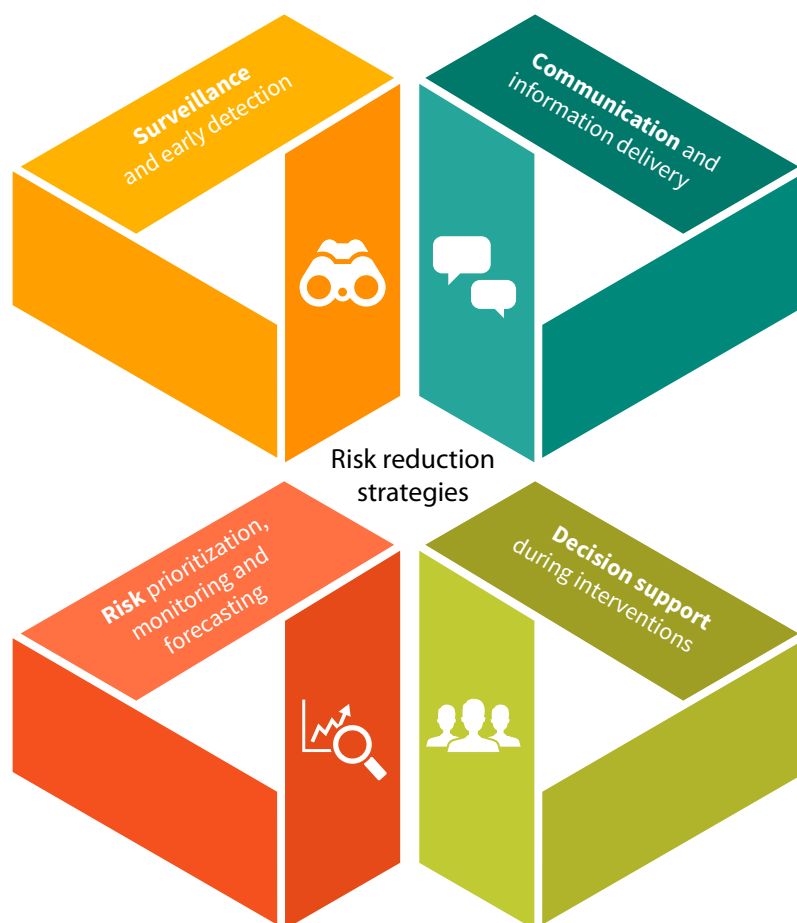 Surveillance
and early detection
Communication and
information delivery
Risk reduction
strategies
Risk prioritization,
monitoring and
forecasting
Decision support
during interventions